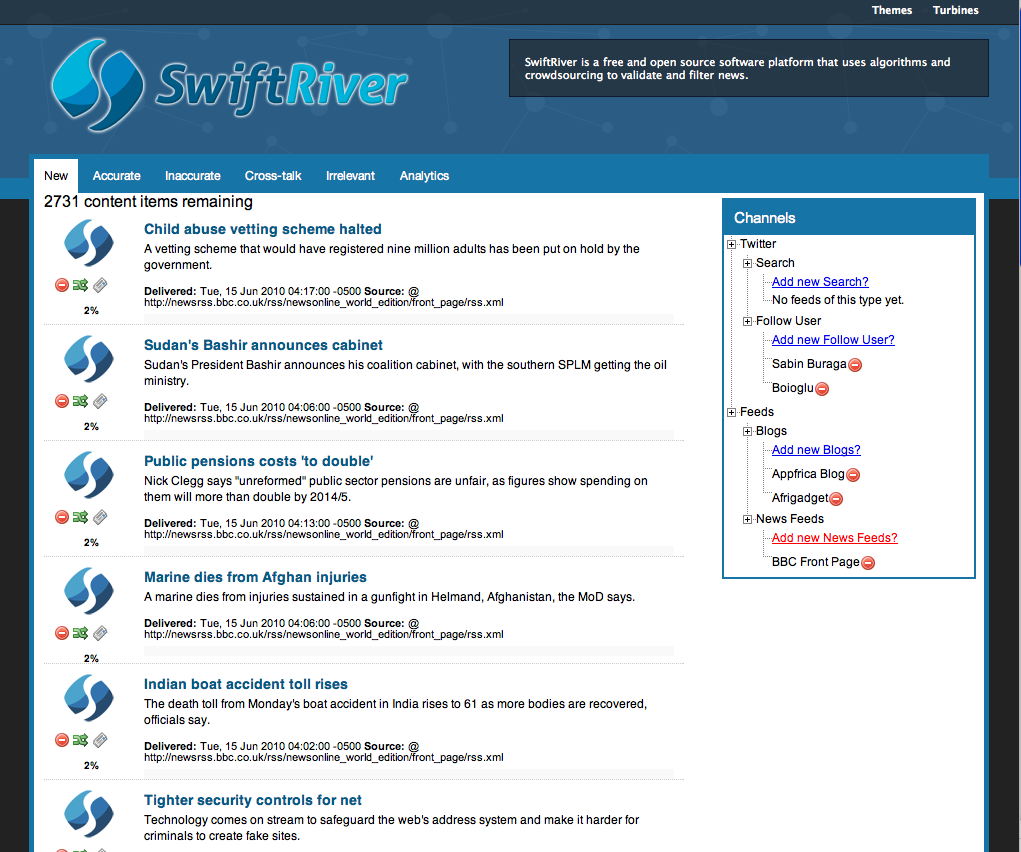 Themes Turbines
SwiftRiver
SwiftRiver is a free and open source software platform that uses algorithms and
crowdsourcing to validate and filter news.
New Accurate Inaccurate Cross-talk Irrelevant Analytics
2731 content items remaining
Child abuse vetting scheme halted
A vetting scheme that would have registered nine million adults has been put on hold by the
government.
Delivered: Tue, 15 Jun 2010 04:17:00 -0500 Source: @
http://newsrss.bbc.co.uk/rss/newsonline_world_edition/front_page/rss.xml
2%
Sudan's Bashir announces cabinet
Sudan's President Bashir announces his coalition cabinet, with the southern SPLM getting the oil
ministry.
Delivered: Tue, 15 Jun 2010 04:06:00 -0500 Source: @
http://newsrss.bbc.co.uk/rss/newsonline_world_edition/front_page/rss.xml
2%
Public pensions costs 'to double'
Nick Clegg says "unreformed" public sector pensions are unfair, as figures show spending on
them will more than double by 2014/5.
Delivered: Tue, 15 Jun 2010 04:13:00 -0500 Source: @
http://newsrss.bbc.co.uk/rss/newsonline_world_edition/front_page/rss.xml
2%
Marine dies from Afghan injuries
A marine dies from injuries sustained in a gunfight in Helmand, Afghanistan, the MoD says.
Delivered: Tue, 15 Jun 2010 04:06:00 -0500 Source: @
http://newsrss.bbc.co.uk/rss/newsonline_world_edition/front_page/rss.xml
2%
Indian boat accident toll rises
The death toll from Monday's boat accident in India rises to 61 as more bodies are recovered,
officials say.
Delivered: Tue, 15 Jun 2010 04:02:00 -0500 Source: @
http://newsrss.bbc.co.uk/rss/newsonline_world_edition/front_page/rss.xml
2%
Tighter security controls for net
Technology comes on stream to safeguard the web's address system and make it harder for
criminals to create fake sites.
Channels
Twitter
Search
Add new Search?
No feeds of this type yet.
Follow User
Add new Follow User?
Sabin Buraga
Boioglu
Feeds
Blogs
Add new Blogs?
Appfrica Blog
Afrigadget
News Feeds
Add new News Feeds?
BBC Front Page